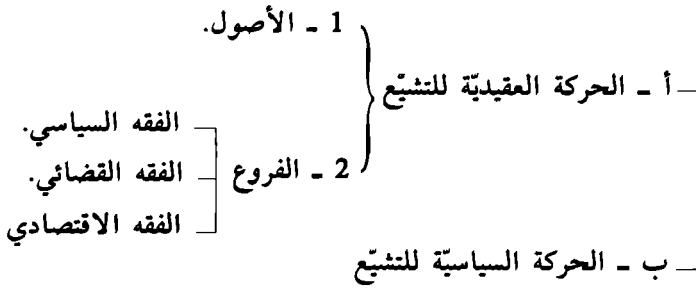 1 ـ الأصول.
أ ـ الحركة العقيديّة للتشيّع
الفقه السياسي.
2 ـ الفروع
الفقه القضائي.
الفقه الاقتصادي
ب ـ الحركة السياسيّة للتشيّع